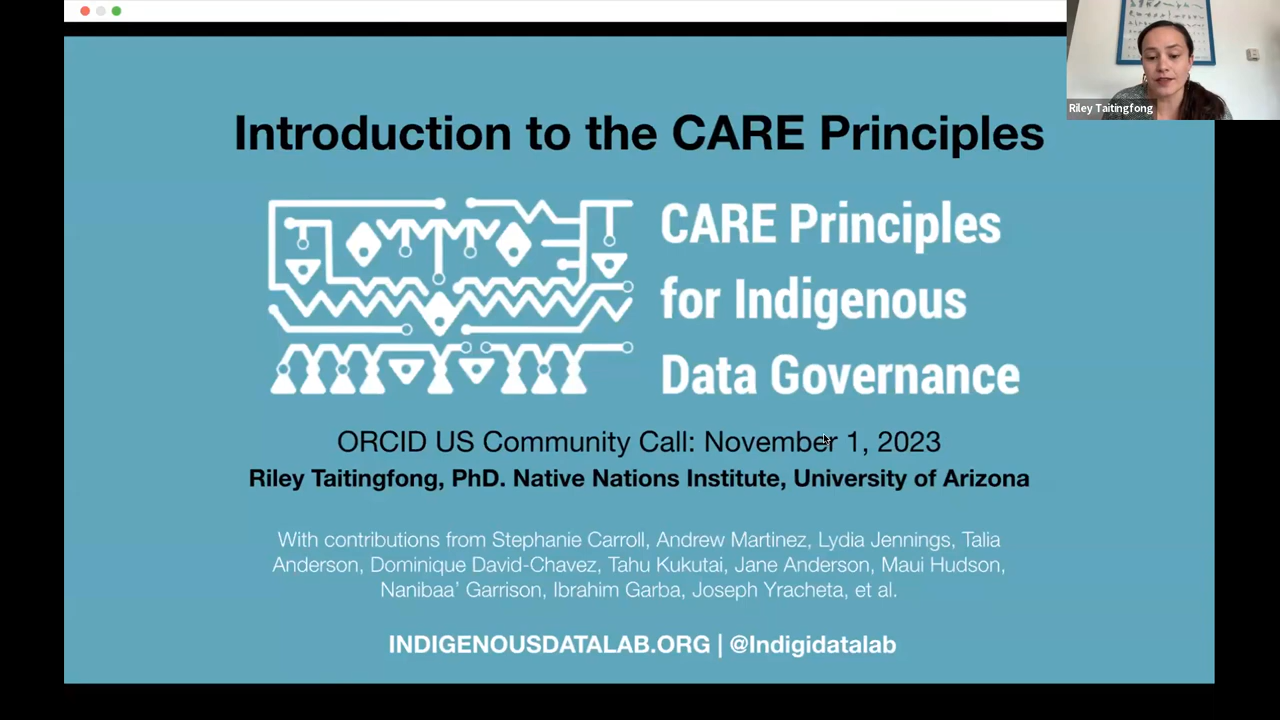 Riley Taitingfong
Introduction to the CARE Principles
CARE Principles
for Indigenous
Data Governance
ORCID US Community Call: November 1, 2023
Riley Taitingfong, PhD. Native Nations Institute, University of Arizona
With contributions from Stephanie Carroll, Andrew Martinez, Lydia Jennings, Talia
Anderson, Dominique David-Chavez, Tahu Kukutai, Jane Anderson, Maui Hudson,
Nanibaa’ Garrison, Ibrahim Garba, Joseph Yracheta, et al.
INDIGENOUSDATALAB.ORG | @Indigidatalab